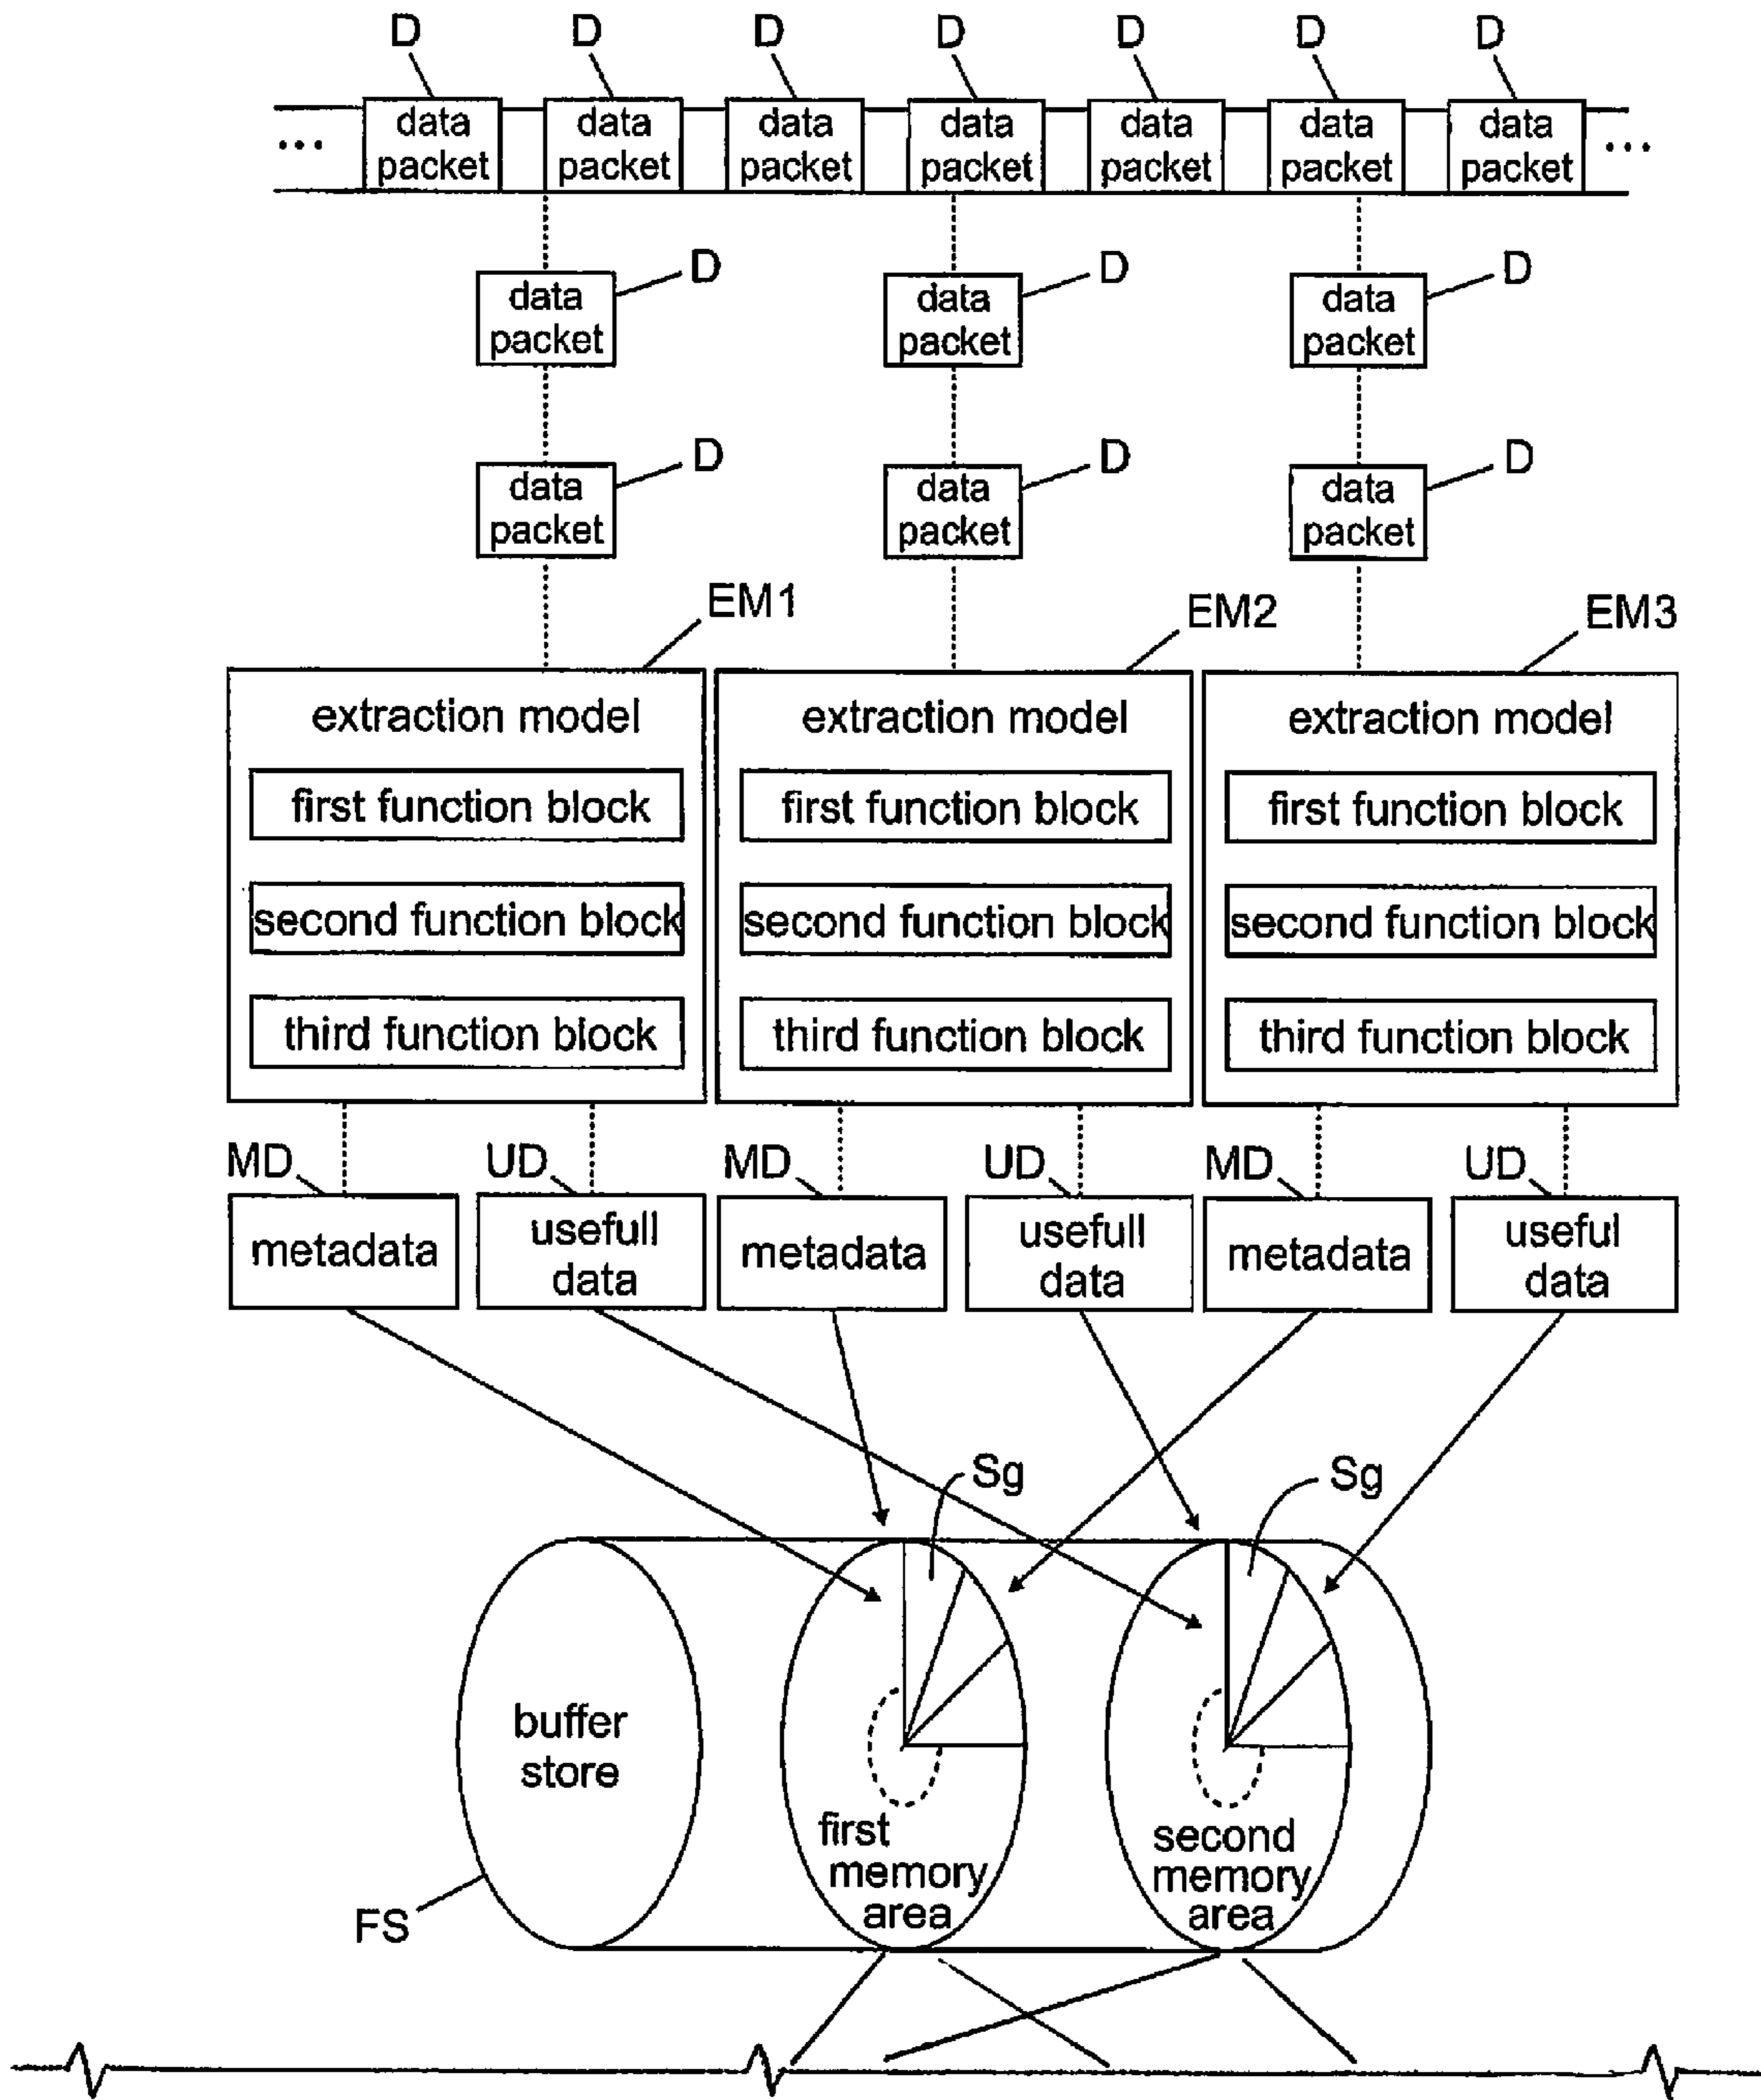 D D D D D D D
... data packet data packet data packet data packet data packet data packet data packet ...
D D D
data packet data packet data packet
D D D
data packet data packet data packet
EM1 EM2 EM3
extraction model extraction model extraction model
first function block first function block first function block
second function block second function block second function block
third function block third function block third function block
MD UD MD UD MD UD
metadata usefull data metadata usefull data metadata useful data
Sg Sg
buffer
store
first
memory
area
second
memory
area
FS